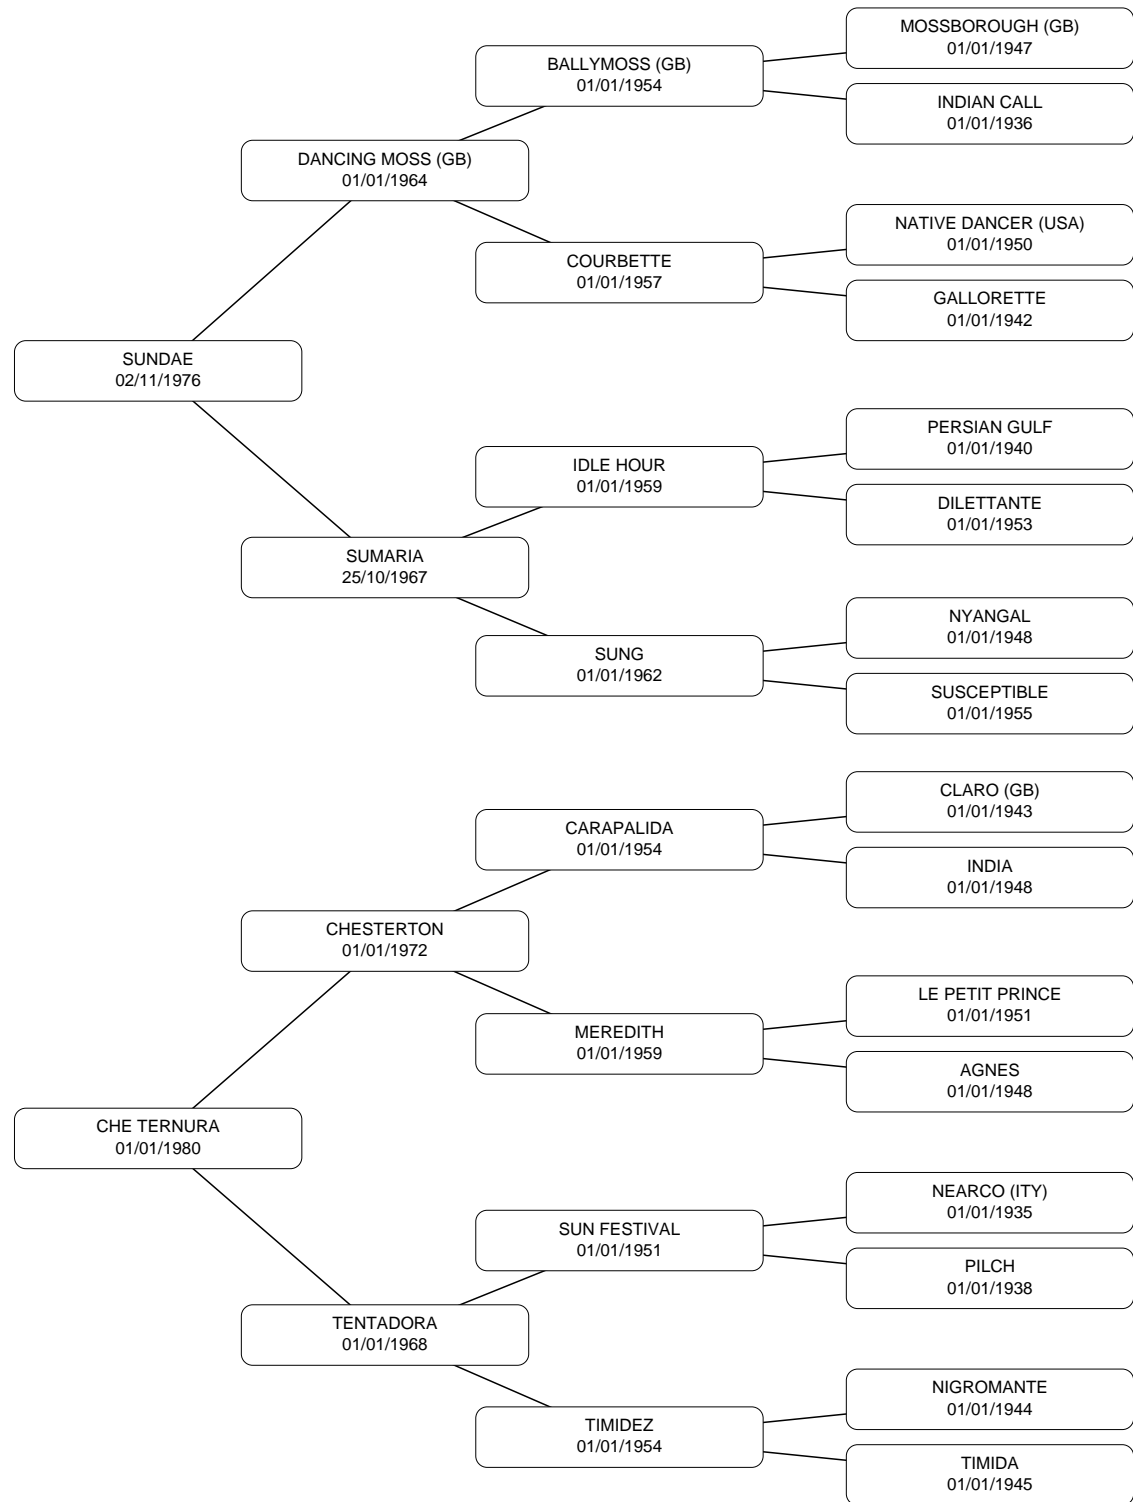 MOSSBOROUGH (GB)
01/01/1947
BALLYMOSS (GB)
01/01/1954
INDIAN CALL
01/01/1936
DANCING MOSS (GB)
01/01/1964
NATIVE DANCER (USA)
01/01/1950
COURBETTE
01/01/1957
GALLORETTE
01/01/1942
SUNDAE
02/11/1976
PERSIAN GULF
01/01/1940
IDLE HOUR
01/01/1959
DILETTANTE
01/01/1953
SUMARIA
25/10/1967
NYANGAL
01/01/1948
SUNG
01/01/1962
SUSCEPTIBLE
01/01/1955
CLARO (GB)
01/01/1943
CARAPALIDA
01/01/1954
INDIA
01/01/1948
CHESTERTON
01/01/1972
LE PETIT PRINCE
01/01/1951
MEREDITH
01/01/1959
AGNES
01/01/1948
CHE TERNURA
01/01/1980
NEARCO (ITY)
01/01/1935
SUN FESTIVAL
01/01/1951
PILCH
01/01/1938
TENTADORA
01/01/1968
NIGROMANTE
01/01/1944
TIMIDEZ
01/01/1954
TIMIDA
01/01/1945